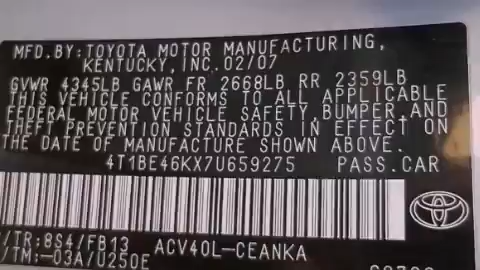 MFD.BY:TOYOTA MOTOR MANUFACTURING,
KENTUCKY,INC.02/07
GVWR 4345LB GAWR FR 2668LB RR 2359LB
THIS VEHICLE CONFORMS TO ALL APPLICABLE
FEDERAL MOTOR VEHICLE SAFETY,BUMPER,AND
THEFT PREVENTION STANDARDS IN EFFECT ON
THE DATE OF MANUFACTURE SHOWN ABOVE.
4T1BE46KX7U659275 PASS.CAR
/TR:8S4/FB13 ACV40L-CEANKA
/TM:-03A/U250E